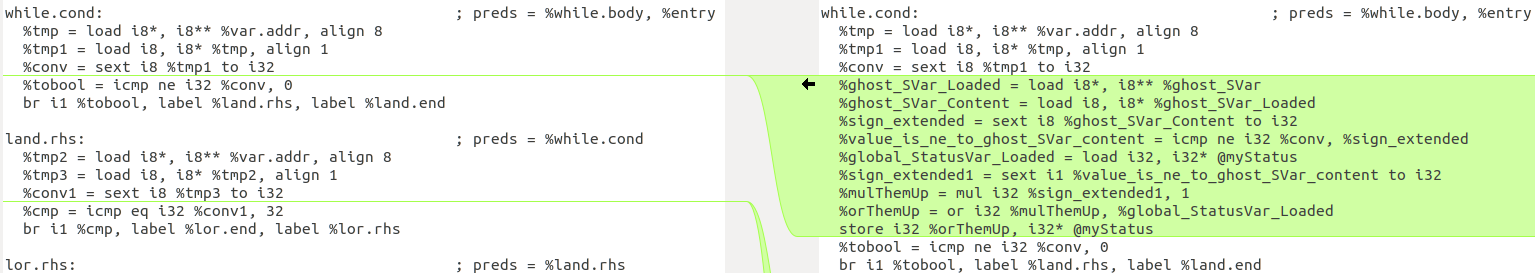 while.cond:                                       ; preds = %while.body, %entry
  %tmp = load i8*, i8** %var.addr, align 8
  %tmp1 = load i8, i8* %tmp, align 1
  %conv = sext i8 %tmp1 to i32
  %tobool = icmp ne i32 %conv, 0
  br i1 %tobool, label %land.rhs, label %land.end

land.rhs:                                         ; preds = %while.cond
  %tmp2 = load i8*, i8** %var.addr, align 8
  %tmp3 = load i8, i8* %tmp2, align 1
  %conv1 = sext i8 %tmp3 to i32
  %cmp = icmp eq i32 %conv1, 32
  br i1 %cmp, label %lor.end, label %lor.rhs

lor.rhs:                                          ; preds = %land.rhs
while.cond:                                       ; preds = %while.body, %entry
  %tmp = load i8*, i8** %var.addr, align 8
  %tmp1 = load i8, i8* %tmp, align 1
  %conv = sext i8 %tmp1 to i32
  %ghost_SVar_Loaded = load i8*, i8** %ghost_SVar
  %ghost_SVar_Content = load i8, i8* %ghost_SVar_Loaded
  %sign_extended = sext i8 %ghost_SVar_Content to i32
  %value_is_ne_to_ghost_SVar_content = icmp ne i32 %conv, %sign_extended
  %global_StatusVar_Loaded = load i32, i32* @myStatus
  %sign_extended1 = sext i1 %value_is_ne_to_ghost_SVar_content to i32
  %mulThemUp = mul i32 %sign_extended1, 1
  %orThemUp = or i32 %mulThemUp, %global_StatusVar_Loaded
  store i32 %orThemUp, i32* @myStatus
  %tobool = icmp ne i32 %conv, 0
  br i1 %tobool, label %land.rhs, label %land.end